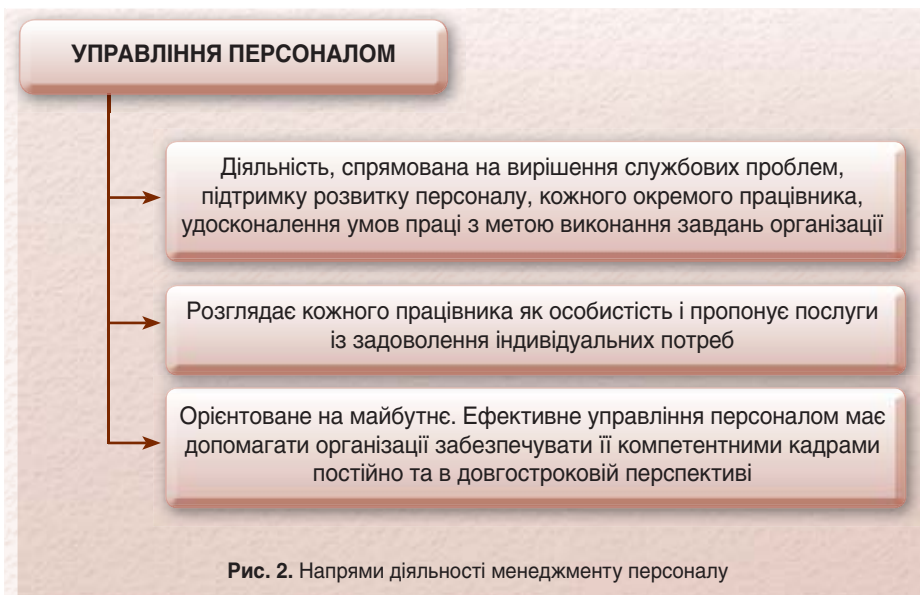 УПРАВЛІННЯ ПЕРСОНАЛОМ
Діяльність, спрямована на вирішення службових проблем,
підтримку розвитку персоналу, кожного окремого працівника,
удосконалення умов праці з метою виконання завдань організації
Розглядає кожного працівника як особистість і пропонує послуги
із задоволення індивідуальних потреб
Орієнтоване на майбутнє. Ефективне управління персоналом має
допомагати організації забезпечувати її компетентними кадрами
постійно та в довгостроковій перспективі
Рис. 2. Напрями діяльності менеджменту персоналу